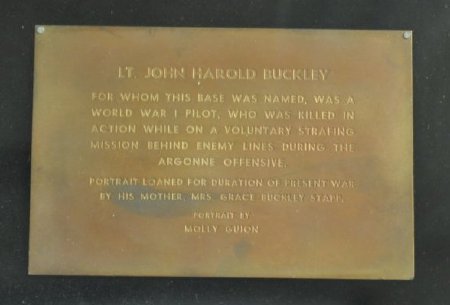 LT. JOHN HAROLD BUCKLEY
FOR WHOM THIS BASE WAS NAMED, WAS A
WORLD WAR I PILOT, WHO WAS KILLED IN
ACTION WHILE ON A VOLUNTARY STRAFING
MISSION BEHIND ENEMY LINES DURING THE
ARGONNE OFFENSIVE.
PORTRAIT LOANED FOR DURATION OF PRESENT WAR
BY HIS MOTHER, MRS. GRACE BUCKLEY STARR.
PORTRAIT BY
MOLLY GUION